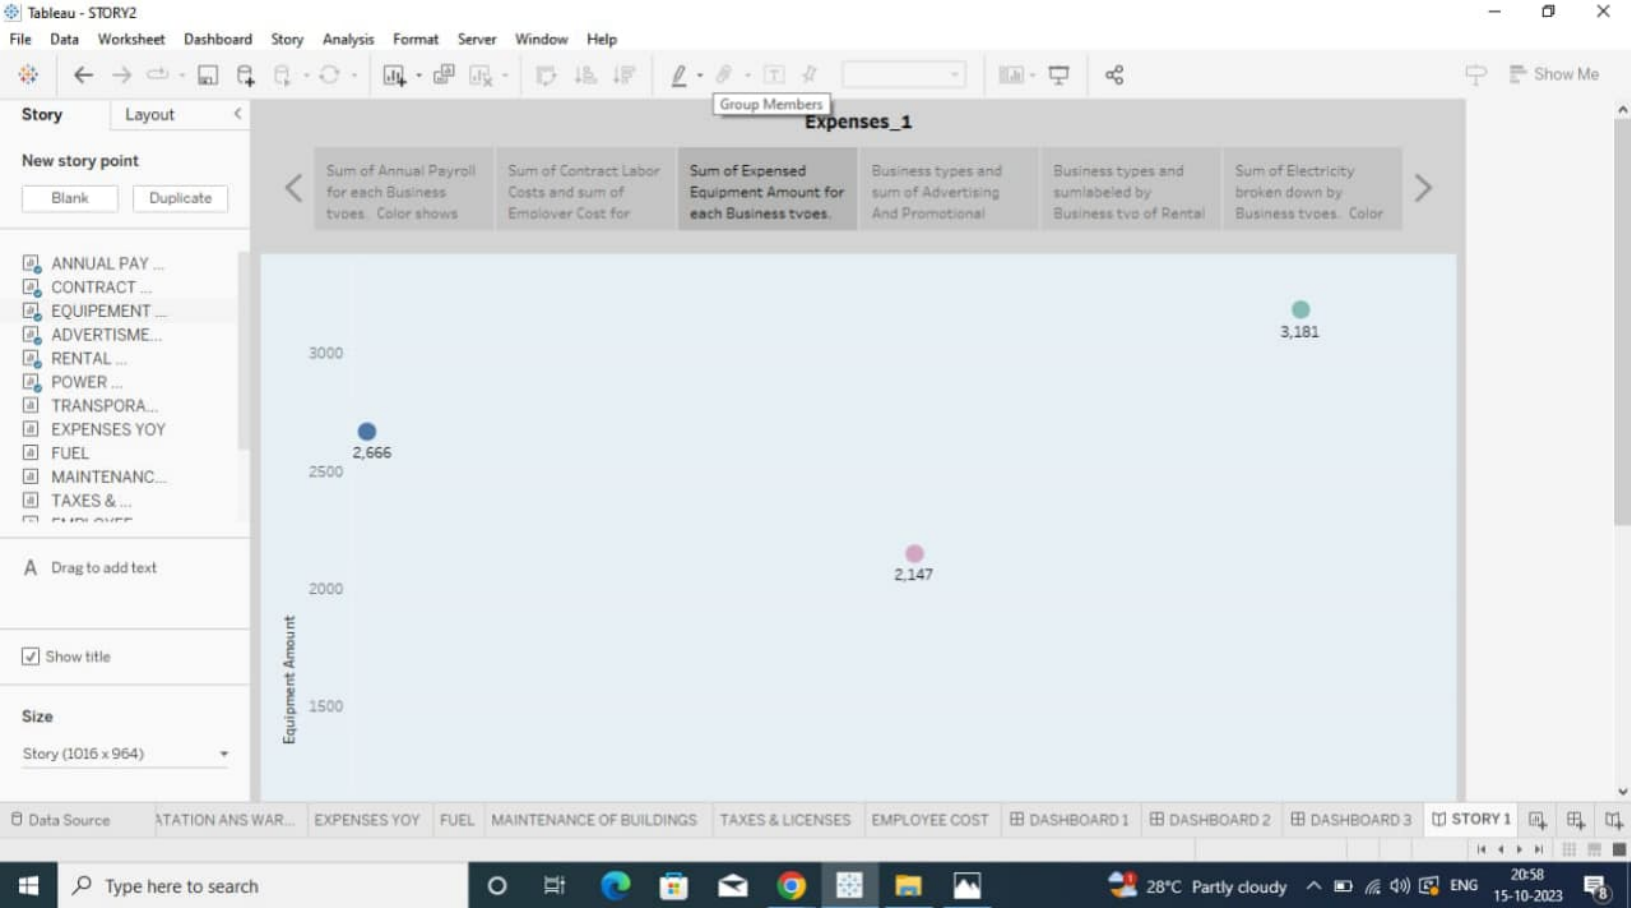 Tableau - STORY2
File Data Worksheet Dashboard Story Analysis Format Server Window Help
Show Me
Group Members
Story Layout
Expenses_1
New story point
Blank Duplicate
Sum of Annual Payroll
for each Business
types. Color shows
Sum of Contract Labor
Costs and sum of
Employer Cost for
Sum of Expensed
Equipment Amount for
each Business types.
Business types and
sum of Advertising
And Promotional
Business types and
sumlabeled by
Business typ of Rental
Sum of Electricity
broken down by
Business types. Color
ANNUAL PAY ...
CONTRACT ...
EQUIPEMENT ...
ADVERTISME...
RENTAL ...
POWER ...
TRANSPORA...
EXPENSES YOY
FUEL
MAINTENANC...
TAXES & ...
EMPLOYEE
A Drag to add text
Show title
Size
Story (1016 x 964)
3000
2500
2000
1500
Equipment Amount
3,181
2,666
2,147
Data Source ATATION ANS WAR... EXPENSES YOY FUEL MAINTENANCE OF BUILDINGS TAXES & LICENSES EMPLOYEE COST DASHBOARD 1 DASHBOARD 2 DASHBOARD 3 STORY 1
Type here to search
28°C Partly cloudy
ENG
20:58
15-10-2023
8